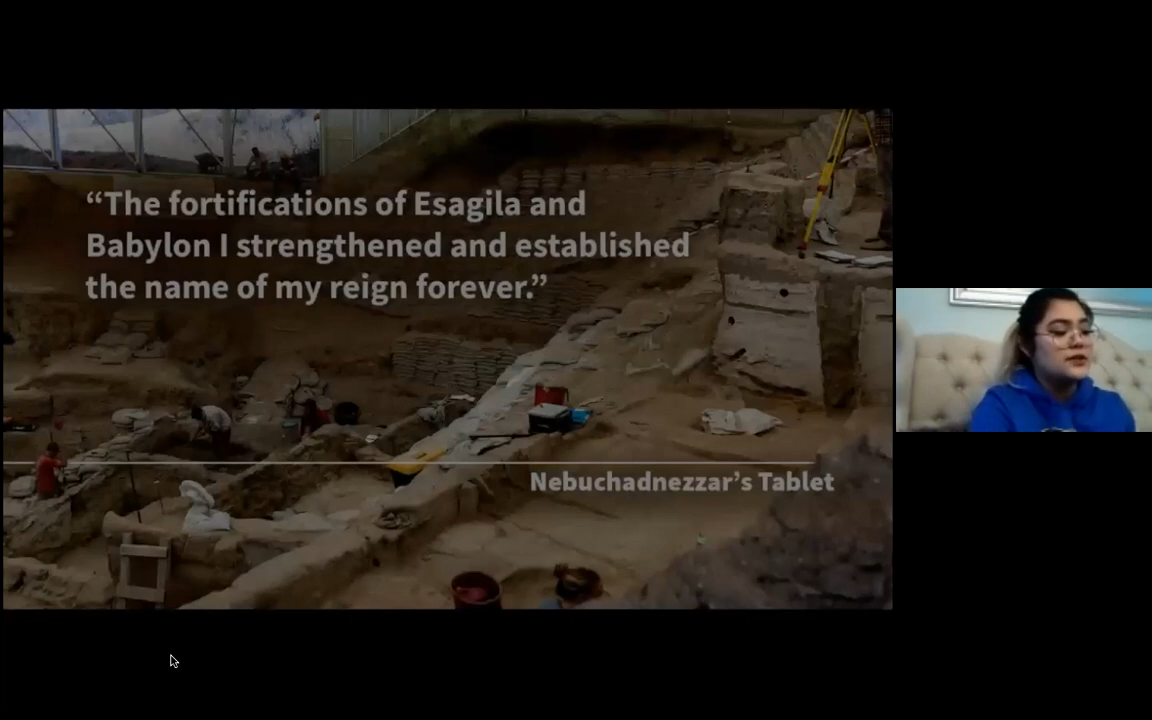 “The fortifications of Esagila and
Babylon I strengthened and established
the name of my reign forever.”
Nebuchadnezzar’s Tablet